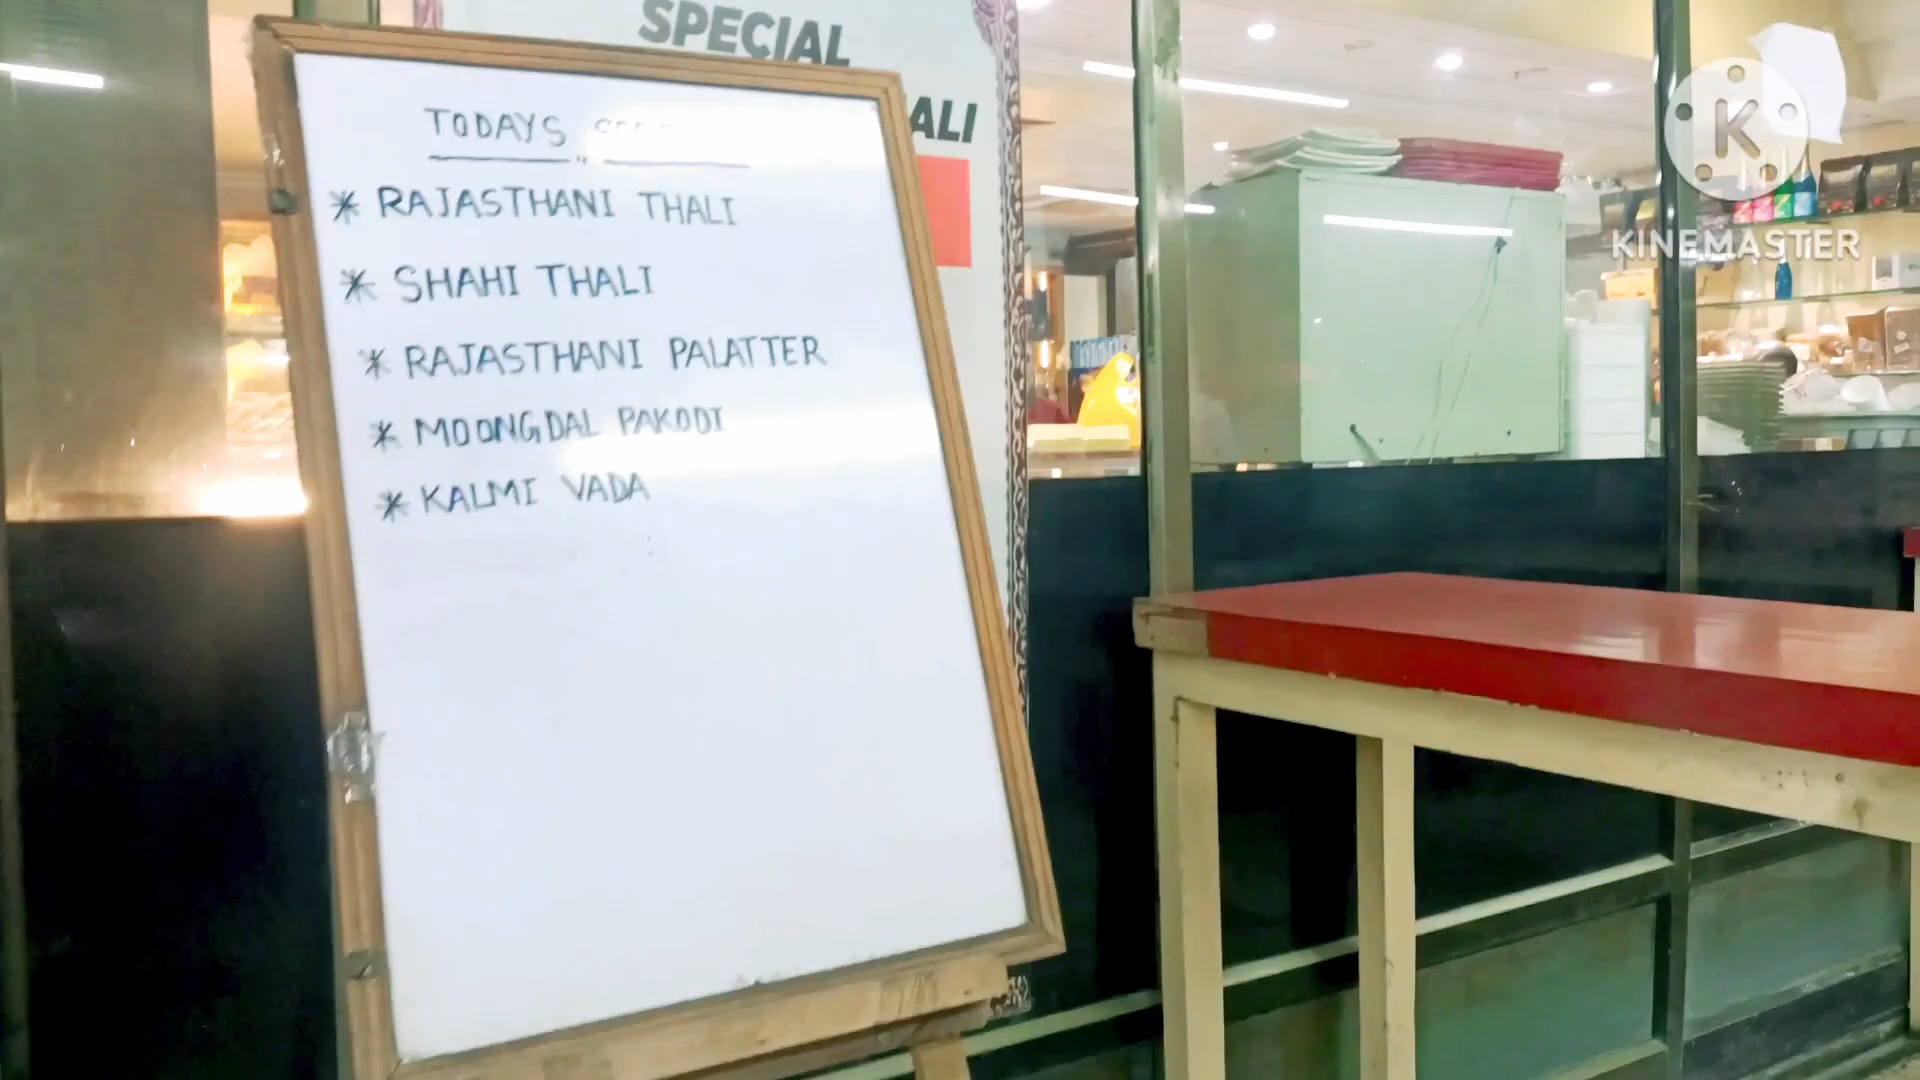 SPECIAL
ALI
TODAYS
* RAJASTHANI THALI
* SHAHI THALI
* RAJASTHANI PALATTER
* MOONGDAL PAKODI
* KALMI VADA
K
KINEMASTER